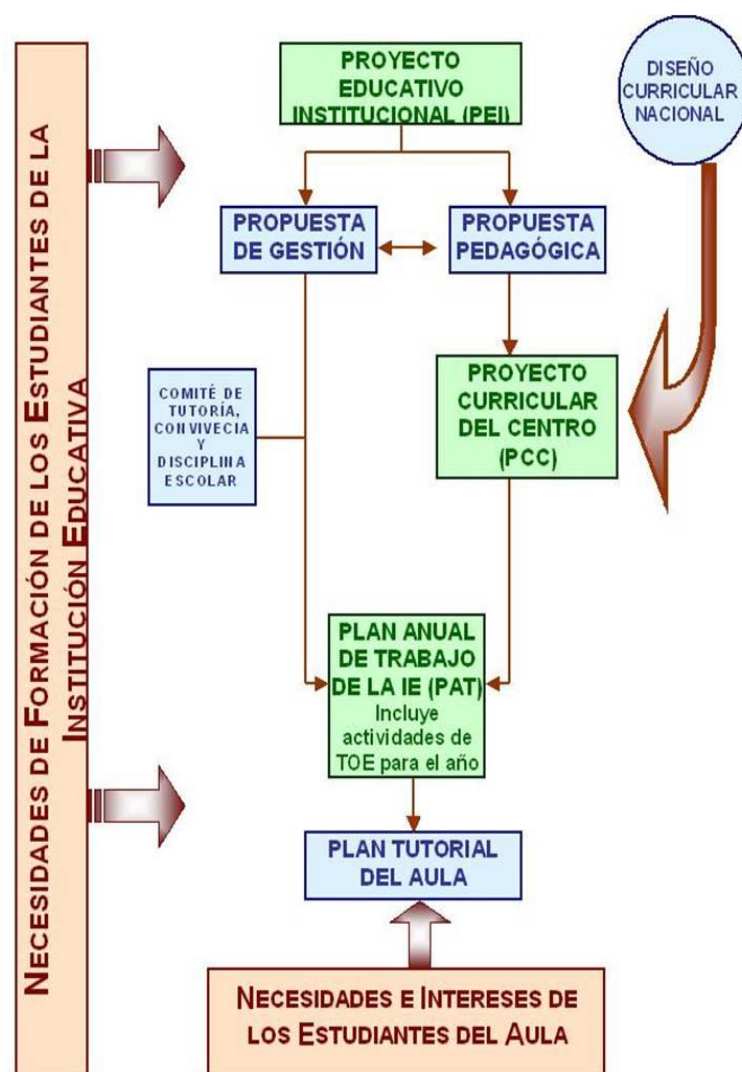 NECESIDADES DE FORMACIÓN DE LOS ESTUDIANTES DE LA
INSTITUCIÓN EDUCATIVA
PROYECTO
EDUCATIVO
INSTITUCIONAL (PEI)
DISEÑO
CURRICULAR
NACIONAL
PROPUESTA
DE GESTIÓN
PROPUESTA
PEDAGÓGICA
COMITÉ DE
TUTORÍA,
CONVIVECIA
Y
DISCIPLINA
ESCOLAR
PROYECTO
CURRICULAR
DEL CENTRO
(PCC)
PLAN ANUAL
DE TRABAJO
DE LA IE (PAT)
Incluye
actividades de
TOE para el año
PLAN TUTORIAL
DEL AULA
NECESIDADES E INTERESES DE
LOS ESTUDIANTES DEL AULA